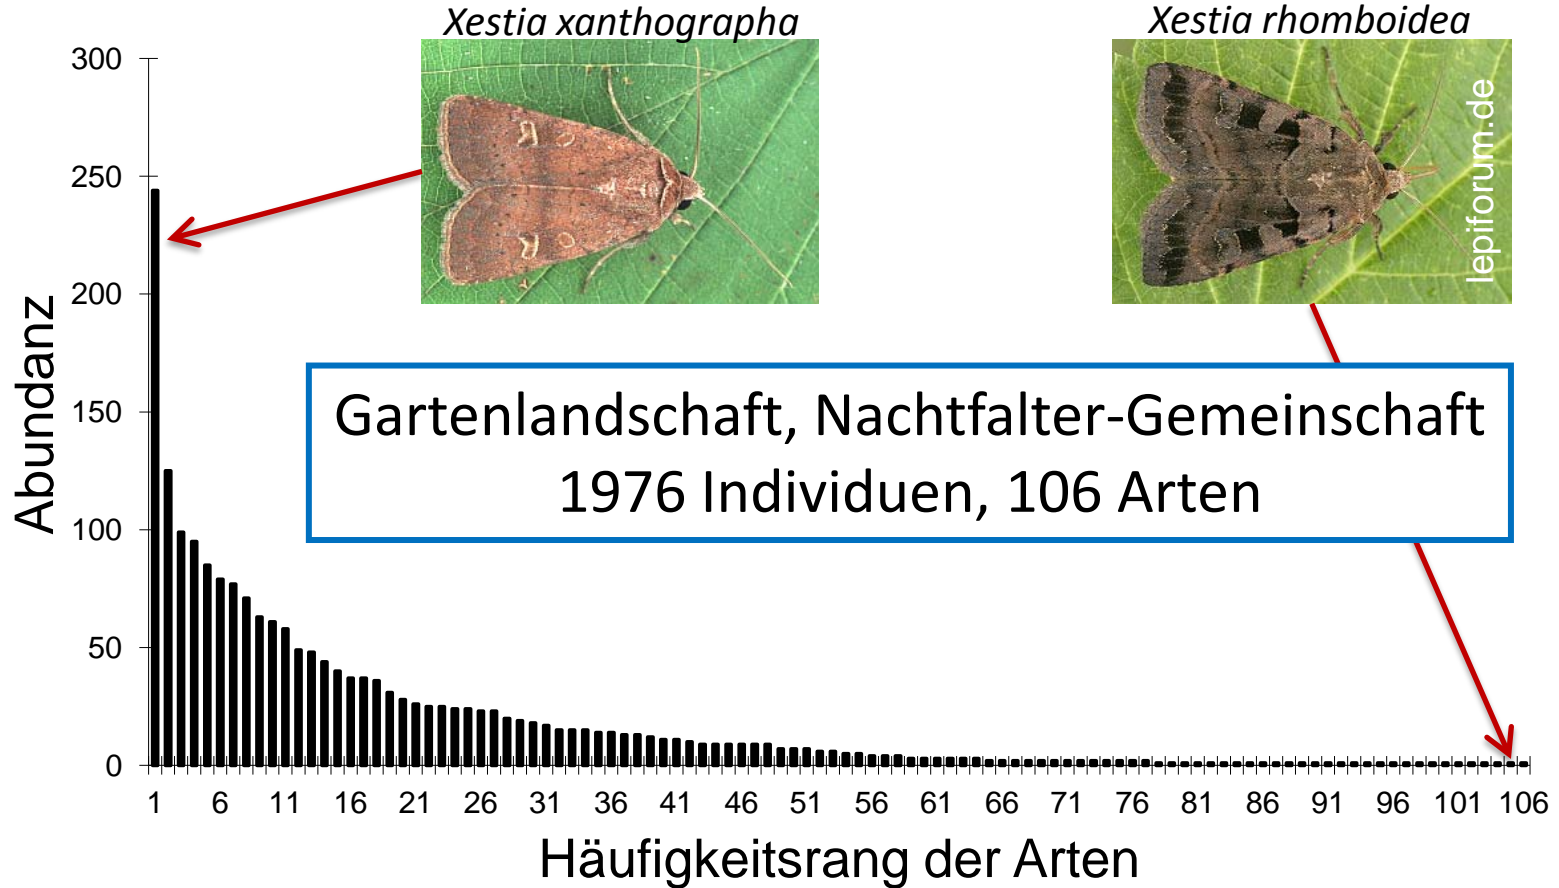 Xestia xanthographa
Xestia rhomboidea
lepiforum.de
300
250
200
150
100
50
0
Abundanz
Gartenlandschaft, Nachtfalter-Gemeinschaft
1976 Individuen, 106 Arten
1 6 11 16 21 26 31 36 41 46 51 56 61 66 71 76 81 86 91 96 101 106
Häufigkeitsrang der Arten